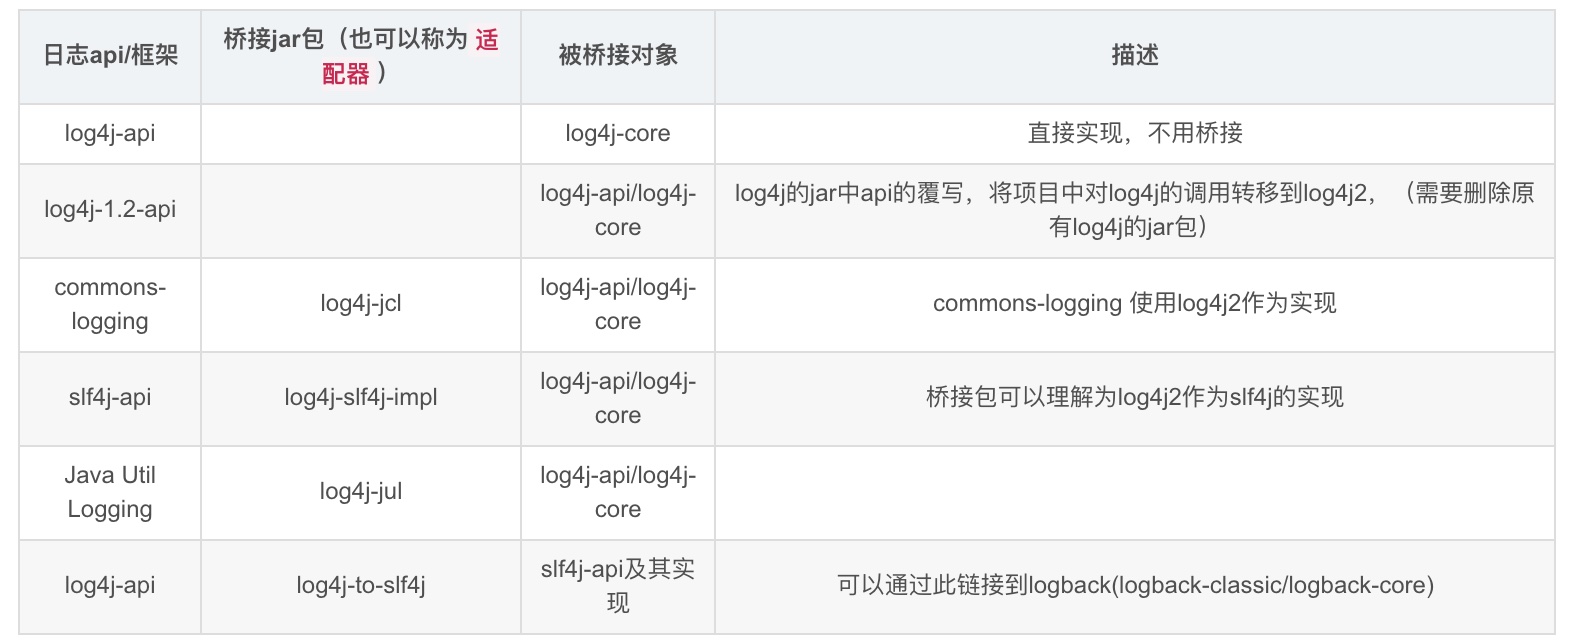 日志api/框架
桥接jar包（也可以称为 适
配器 ）
被桥接对象
描述
log4j-api
log4j-core
直接实现，不用桥接
log4j-1.2-api
log4j-api/log4j-
core
log4j的jar中api的覆写，将项目中对log4j的调用转移到log4j2，（需要删除原
有log4j的jar包）
commons-
logging
log4j-jcl
log4j-api/log4j-
core
commons-logging 使用log4j2作为实现
slf4j-api
log4j-slf4j-impl
log4j-api/log4j-
core
桥接包可以理解为log4j2作为slf4j的实现
Java Util
Logging
log4j-jul
log4j-api/log4j-
core
log4j-api
log4j-to-slf4j
slf4j-api及其实
现
可以通过此链接到logback(logback-classic/logback-core)